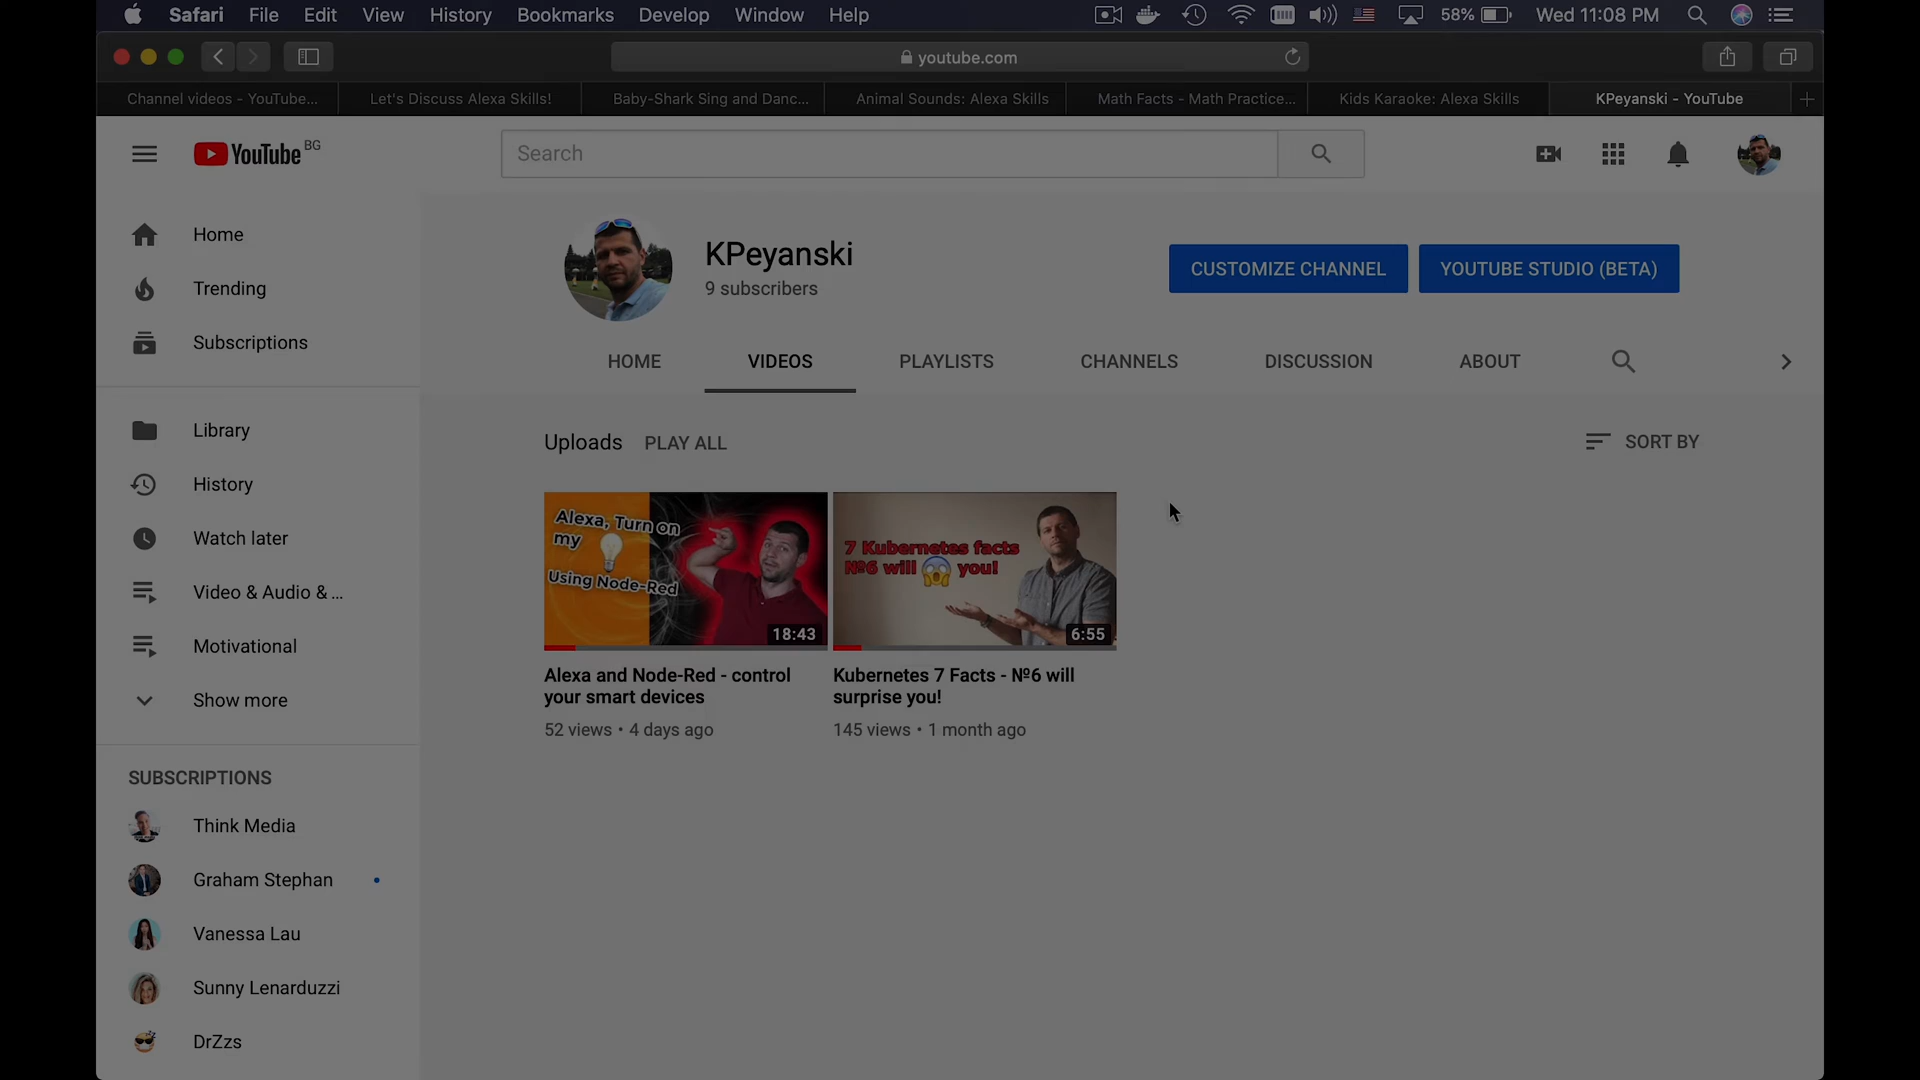 Safari File Edit View History Bookmarks Develop Window Help 58% Wed 11:08 PM
youtube.com
Channel videos - YouTube... Let's Discuss Alexa Skills! Baby-Shark Sing and Danc... Animal Sounds: Alexa Skills Math Facts - Math Practice... Kids Karaoke: Alexa Skills KPeyanski - YouTube
YouTube BG
Search
Home
Trending
Subscriptions
Library
History
Watch later
Video & Audio & ...
Motivational
Show more
SUBSCRIPTIONS
Think Media
Graham Stephan
Vanessa Lau
Sunny Lenarduzzi
DrZzs
KPeyanski
9 subscribers
CUSTOMIZE CHANNEL YOUTUBE STUDIO (BETA)
HOME VIDEOS PLAYLISTS CHANNELS DISCUSSION ABOUT
Uploads PLAY ALL SORT BY
Alexa, Turn on
my
Using Node-Red
18:43
Alexa and Node-Red - control
your smart devices
52 views • 4 days ago
7 Kubernetes facts
№6 will 😱 you!
6:55
Kubernetes 7 Facts - №6 will
surprise you!
145 views • 1 month ago